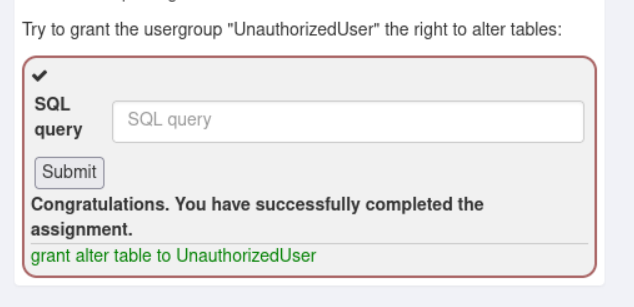 Try to grant the usergroup "UnauthorizedUser" the right to alter tables:
SQL
query
SQL query
Submit
Congratulations. You have successfully completed the
assignment.
grant alter table to UnauthorizedUser